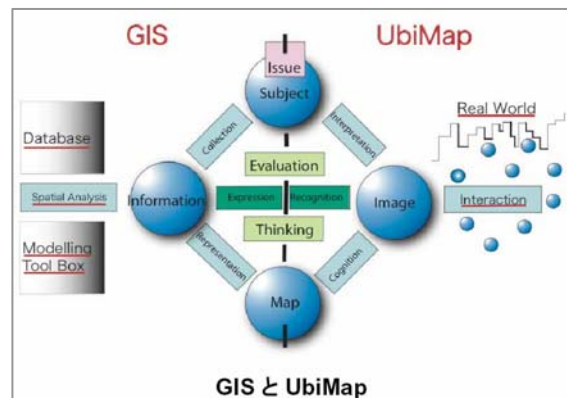 GIS
UbiMap
Issue
Subject
Real World
Database
Collection
Interpretation
Evaluation
Spatial Analysis
Information
Expression
Recognition
Image
Interaction
Thinking
Modelling
Tool Box
Representation
Cognition
Map
GIS と UbiMap